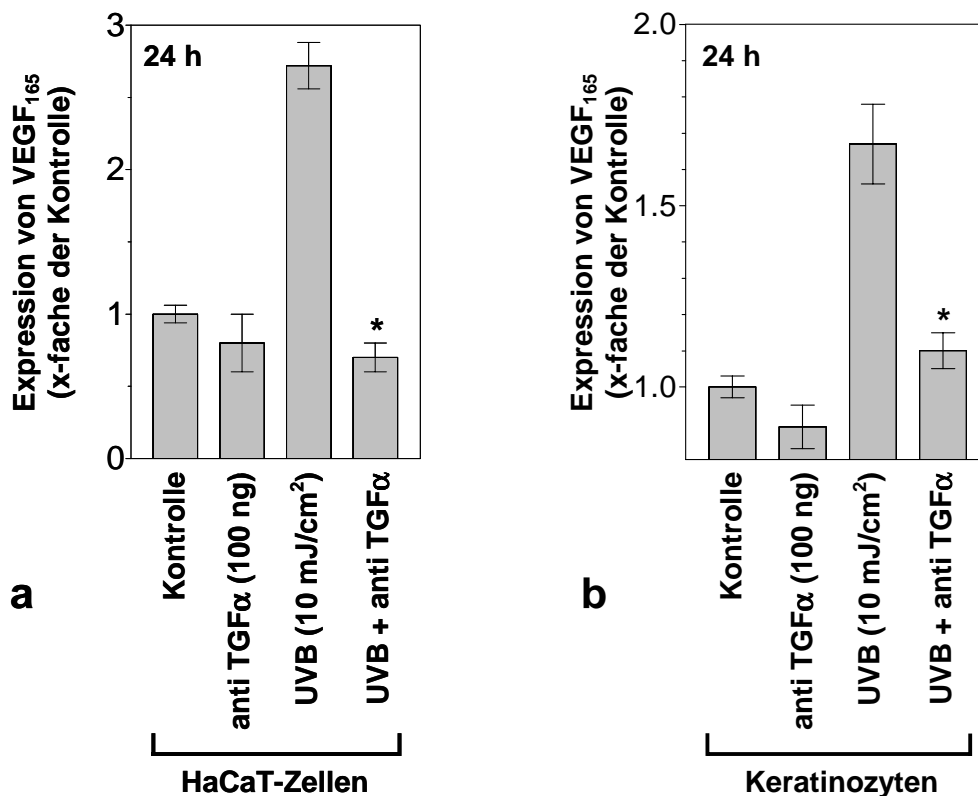 Expression von VEGF₁₆₅
(x-fache der Kontrolle)
3
2
1
0
24 h
*
Kontrolle
anti TGFα (100 ng)
UVB (10 mJ/cm²)
UVB + anti TGFα
a
HaCaT-Zellen
Expression von VEGF₁₆₅
(x-fache der Kontrolle)
2.0
1.5
1.0
24 h
*
Kontrolle
anti TGFα (100 ng)
UVB (10 mJ/cm²)
UVB + anti TGFα
b
Keratinozyten